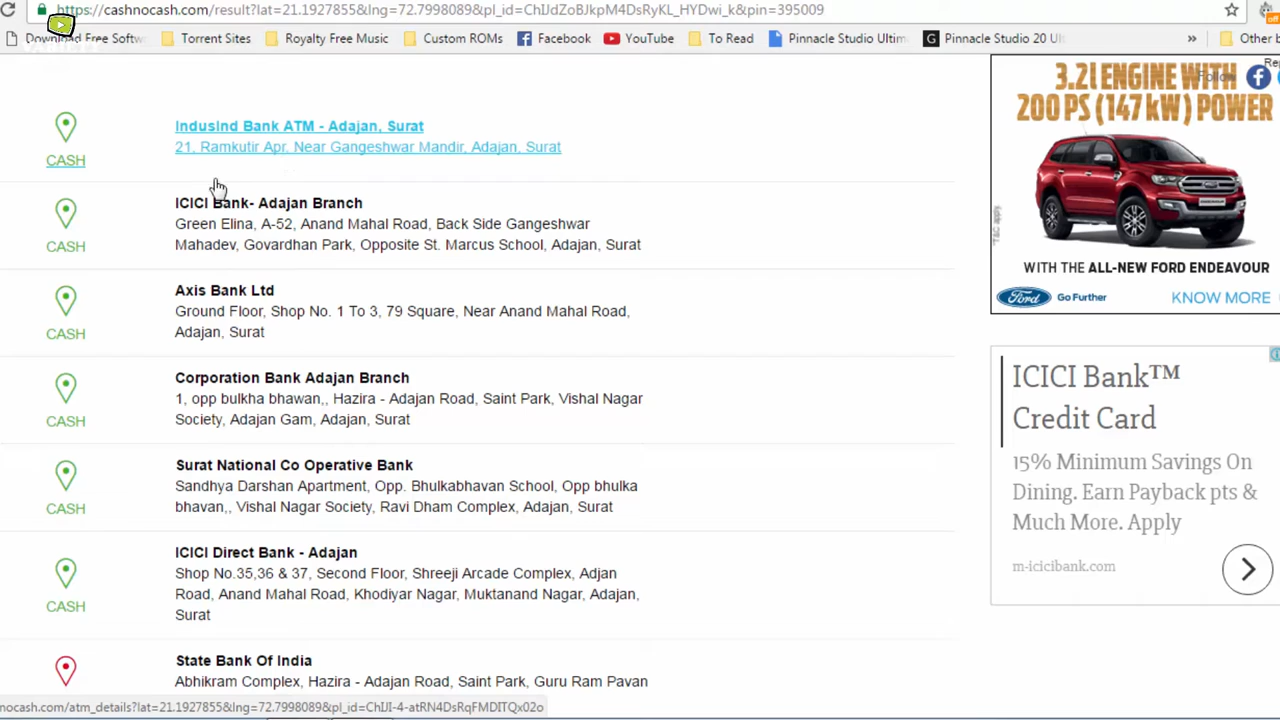 https://cashnocash.com/result?lat=21.1927855&lng=72.7998089&pl_id=ChIJdZoBJkpM4DsRyKL_HYDwi_k&pin=395009
off
Download Free Softw
Torrent Sites
Royalty Free Music
Custom ROMs
Facebook
YouTube
To Read
Pinnacle Studio Ultim
G
Pinnacle Studio 20 Ul
»
Other b
CASH
IndusInd Bank ATM - Adajan, Surat
21, Ramkutir Apr. Near Gangeshwar Mandir, Adajan, Surat
CASH
ICICI Bank- Adajan Branch
Green Elina, A-52, Anand Mahal Road, Back Side Gangeshwar
Mahadev, Govardhan Park, Opposite St. Marcus School, Adajan, Surat
CASH
Axis Bank Ltd
Ground Floor, Shop No. 1 To 3, 79 Square, Near Anand Mahal Road,
Adajan, Surat
CASH
Corporation Bank Adajan Branch
1, opp bulkha bhawan,, Hazira - Adajan Road, Saint Park, Vishal Nagar
Society, Adajan Gam, Adajan, Surat
CASH
Surat National Co Operative Bank
Sandhya Darshan Apartment, Opp. Bhulkabhavan School, Opp bhulka
bhavan,, Vishal Nagar Society, Ravi Dham Complex, Adajan, Surat
CASH
ICICI Direct Bank - Adajan
Shop No.35,36 & 37, Second Floor, Shreeji Arcade Complex, Adjan
Road, Anand Mahal Road, Khodiyar Nagar, Muktanand Nagar, Adajan,
Surat
State Bank Of India
Abhikram Complex, Hazira - Adajan Road, Saint Park, Guru Ram Pavan
nocash.com/atm_details?lat=21.1927855&lng=72.7998089&pl_id=ChIJI-4-atRN4DsRqFMDITQx02o
Rep
Follow
3.2l ENGINE WITH
200 PS (147 kW) POWER
*T&C apply.
WITH THE ALL-NEW FORD ENDEAVOUR
Ford
Go Further
KNOW MORE
ICICI Bank™
Credit Card
15% Minimum Savings On
Dining. Earn Payback pts &
Much More. Apply
m-icicibank.com